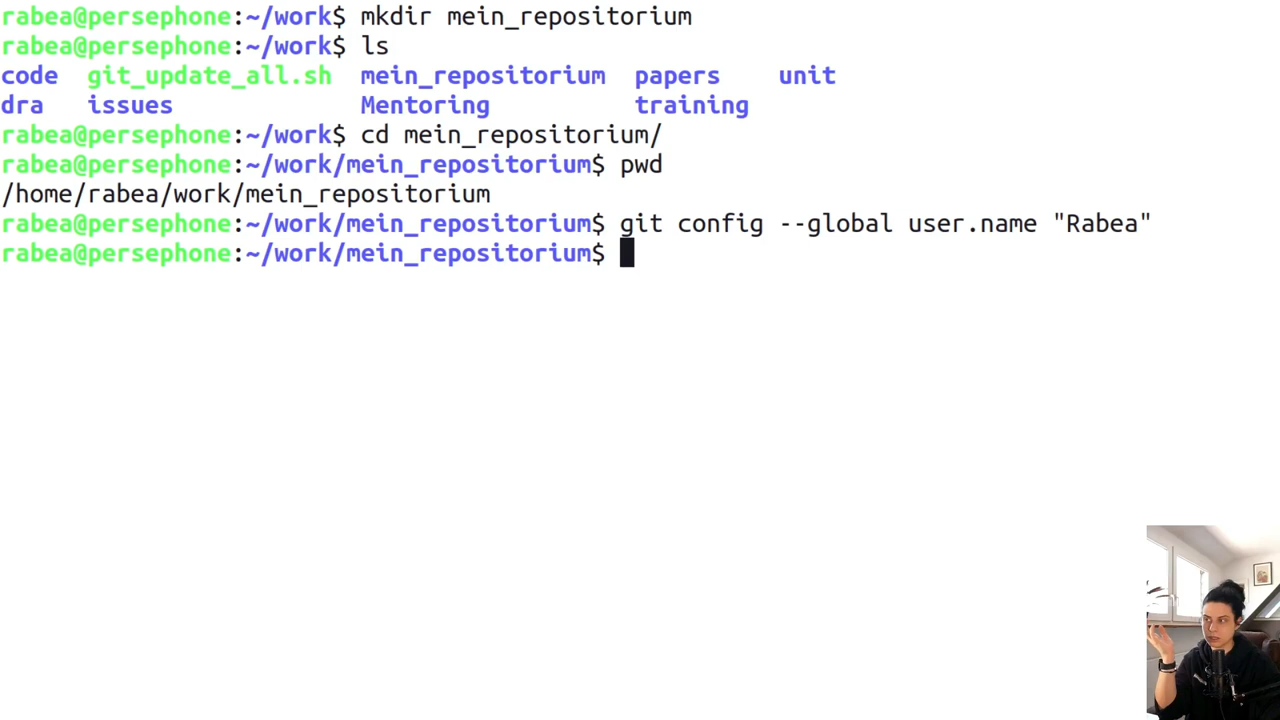 rabea@persephone:~/work$ mkdir mein_repositorium
rabea@persephone:~/work$ ls
code  git_update_all.sh  mein_repositorium  papers    unit
dra   issues             Mentoring          training
rabea@persephone:~/work$ cd mein_repositorium/
rabea@persephone:~/work/mein_repositorium$ pwd
/home/rabea/work/mein_repositorium
rabea@persephone:~/work/mein_repositorium$ git config --global user.name "Rabea"
rabea@persephone:~/work/mein_repositorium$